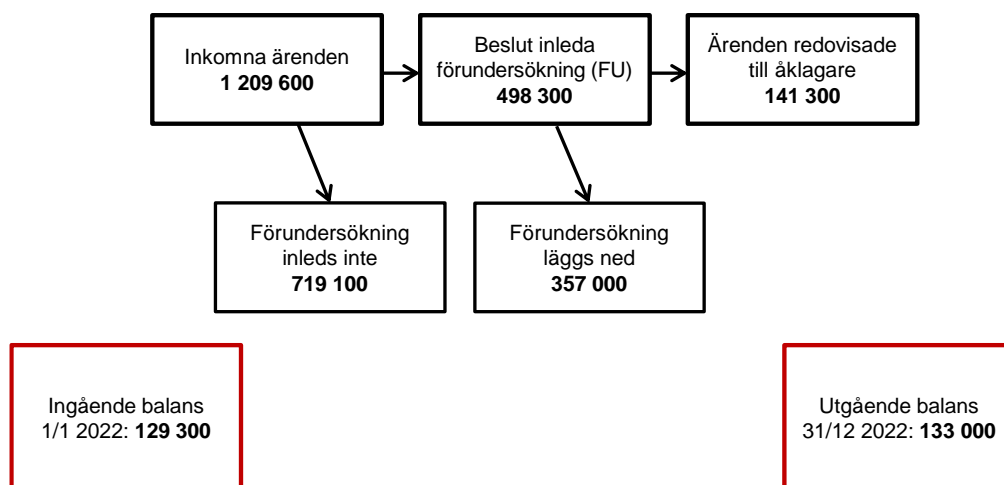 Inkomna ärenden
1 209 600
Beslut inleda
förundersökning (FU)
498 300
Ärenden redovisade
till åklagare
141 300
Förundersökning
inleds inte
719 100
Förundersökning
läggs ned
357 000
Ingående balans
1/1 2022: 129 300
Utgående balans
31/12 2022: 133 000